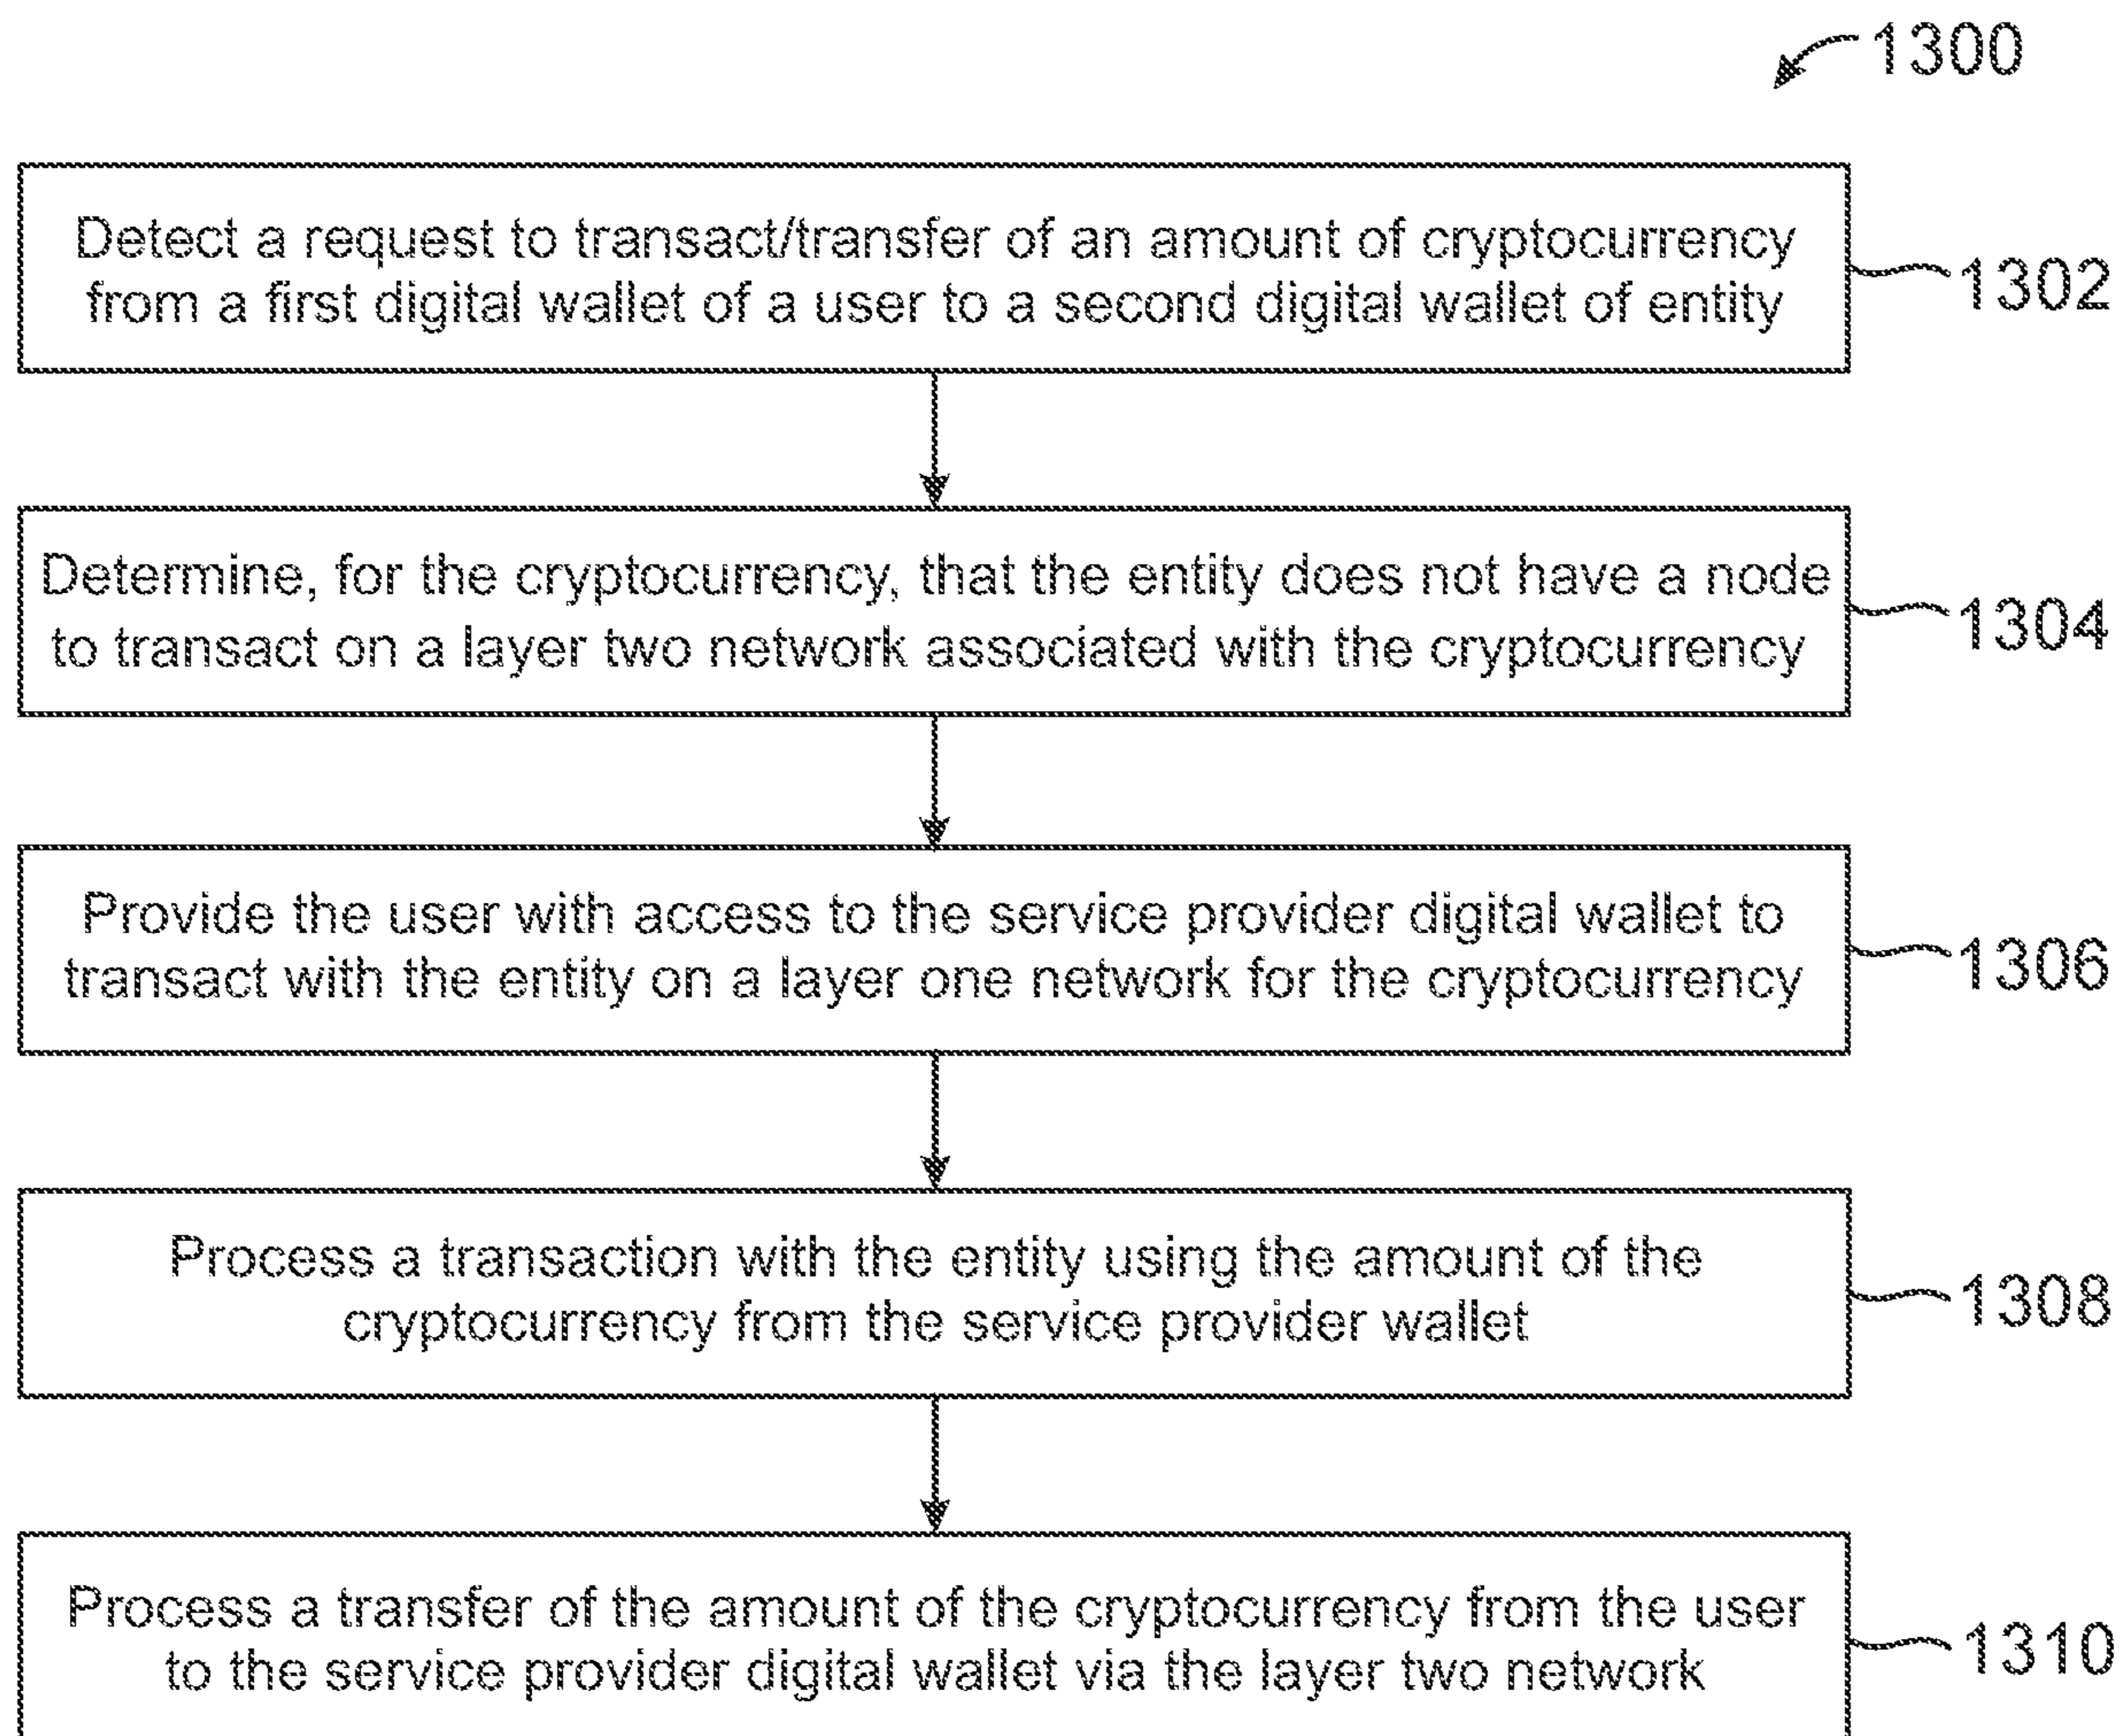 1300
Detect a request to transact/transfer of an amount of cryptocurrency
from a first digital wallet of a user to a second digital wallet of entity
1302
Determine, for the cryptocurrency, that the entity does not have a node
to transact on a layer two network associated with the cryptocurrency
1304
Provide the user with access to the service provider digital wallet to
transact with the entity on a layer one network for the cryptocurrency
1306
Process a transaction with the entity using the amount of the
cryptocurrency from the service provider wallet
1308
Process a transfer of the amount of the cryptocurrency from the user
to the service provider digital wallet via the layer two network
1310